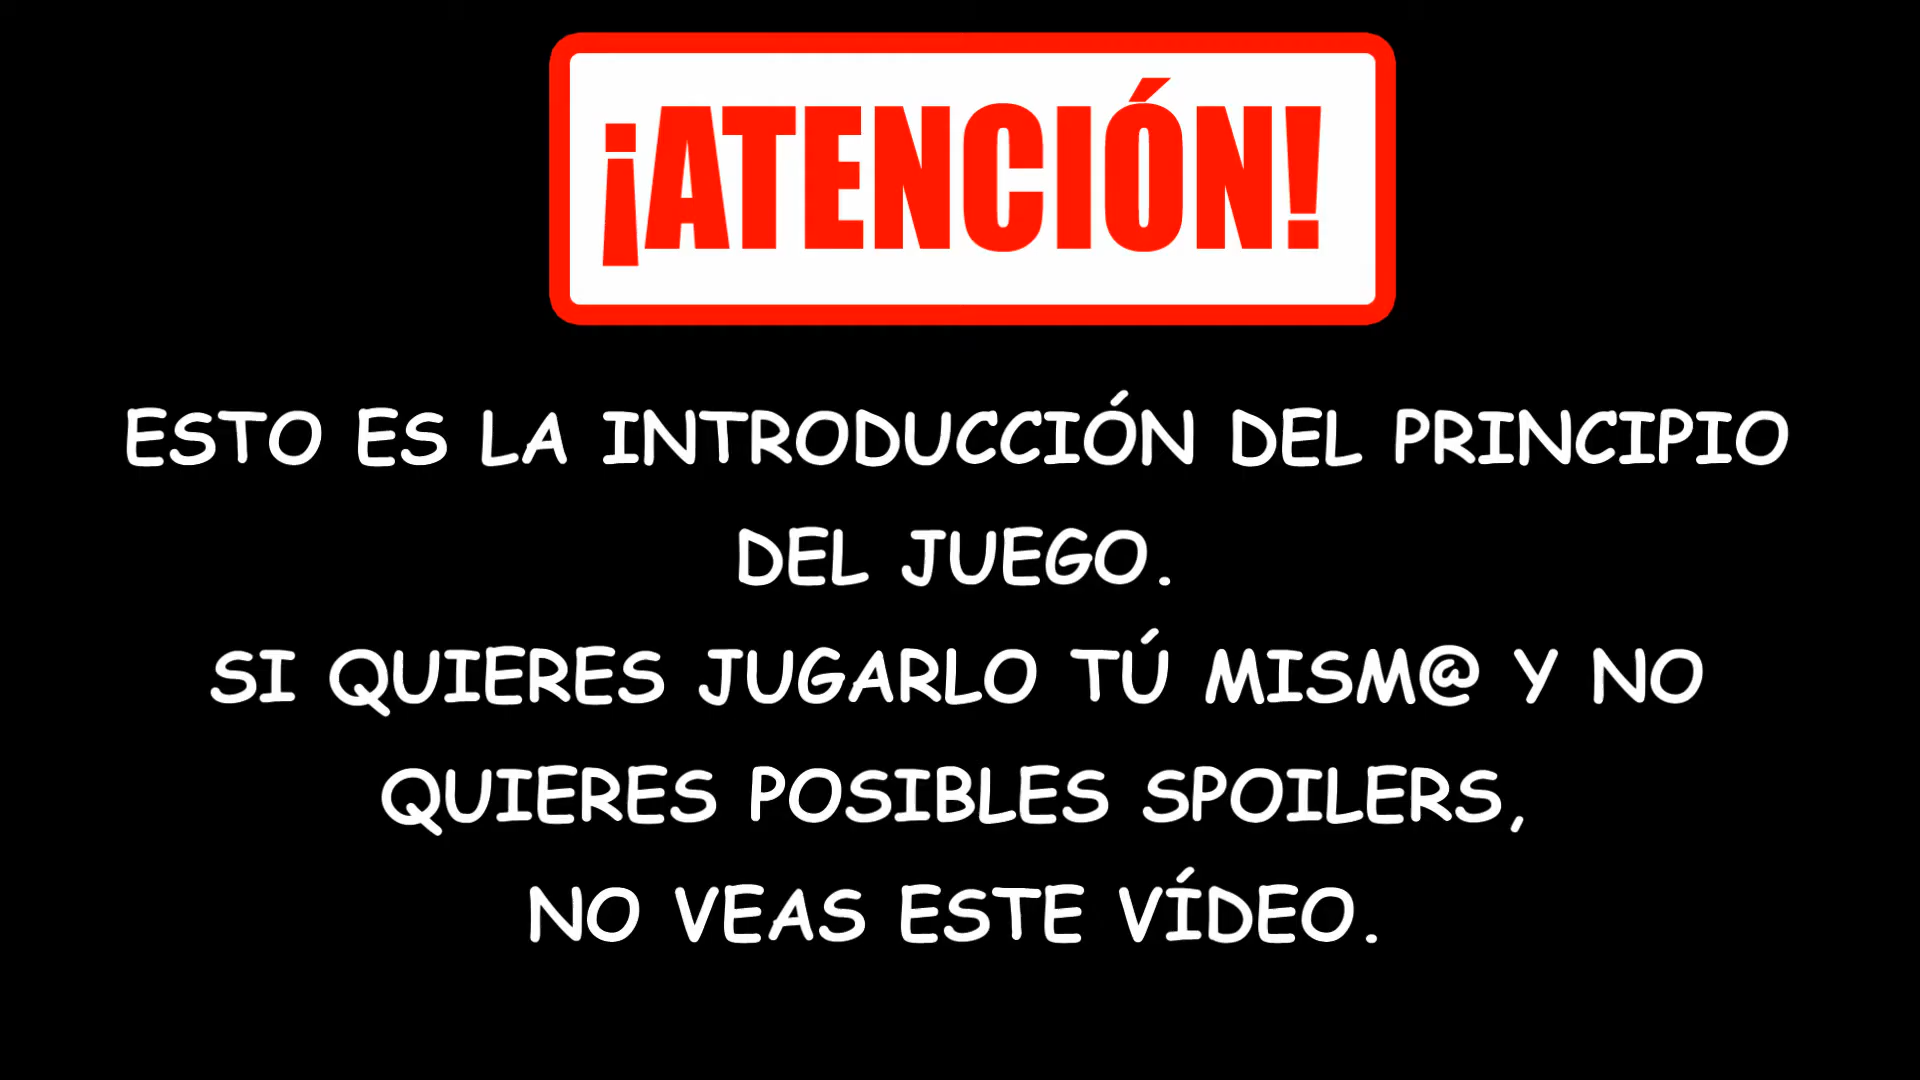 ¡ATENCIÓN!
ESTO ES LA INTRODUCCIÓN DEL PRINCIPIO
DEL JUEGO.
SI QUIERES JUGARLO TÚ MISM@ Y NO
QUIERES POSIBLES SPOILERS,
NO VEAS ESTE VÍDEO.